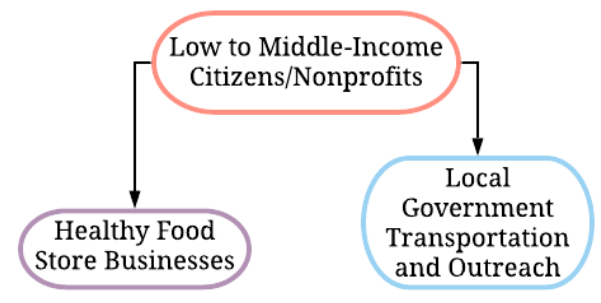 Low to Middle-Income
Citizens/Nonprofits
Healthy Food
Store Businesses
Local
Government
Transportation
and Outreach